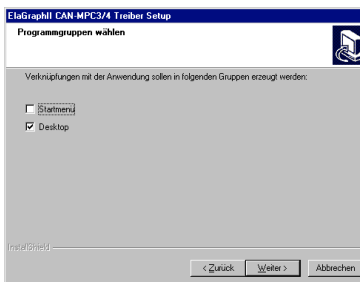 ElaGraphII CAN-MPC3/4 Treiber Setup
Programmgruppen wählen
Verknüpfungen mit der Anwendung sollen in folgenden Gruppen erzeugt werden:
Startmenü
Desktop
InstallShield
< Zurück Weiter > Abbrechen